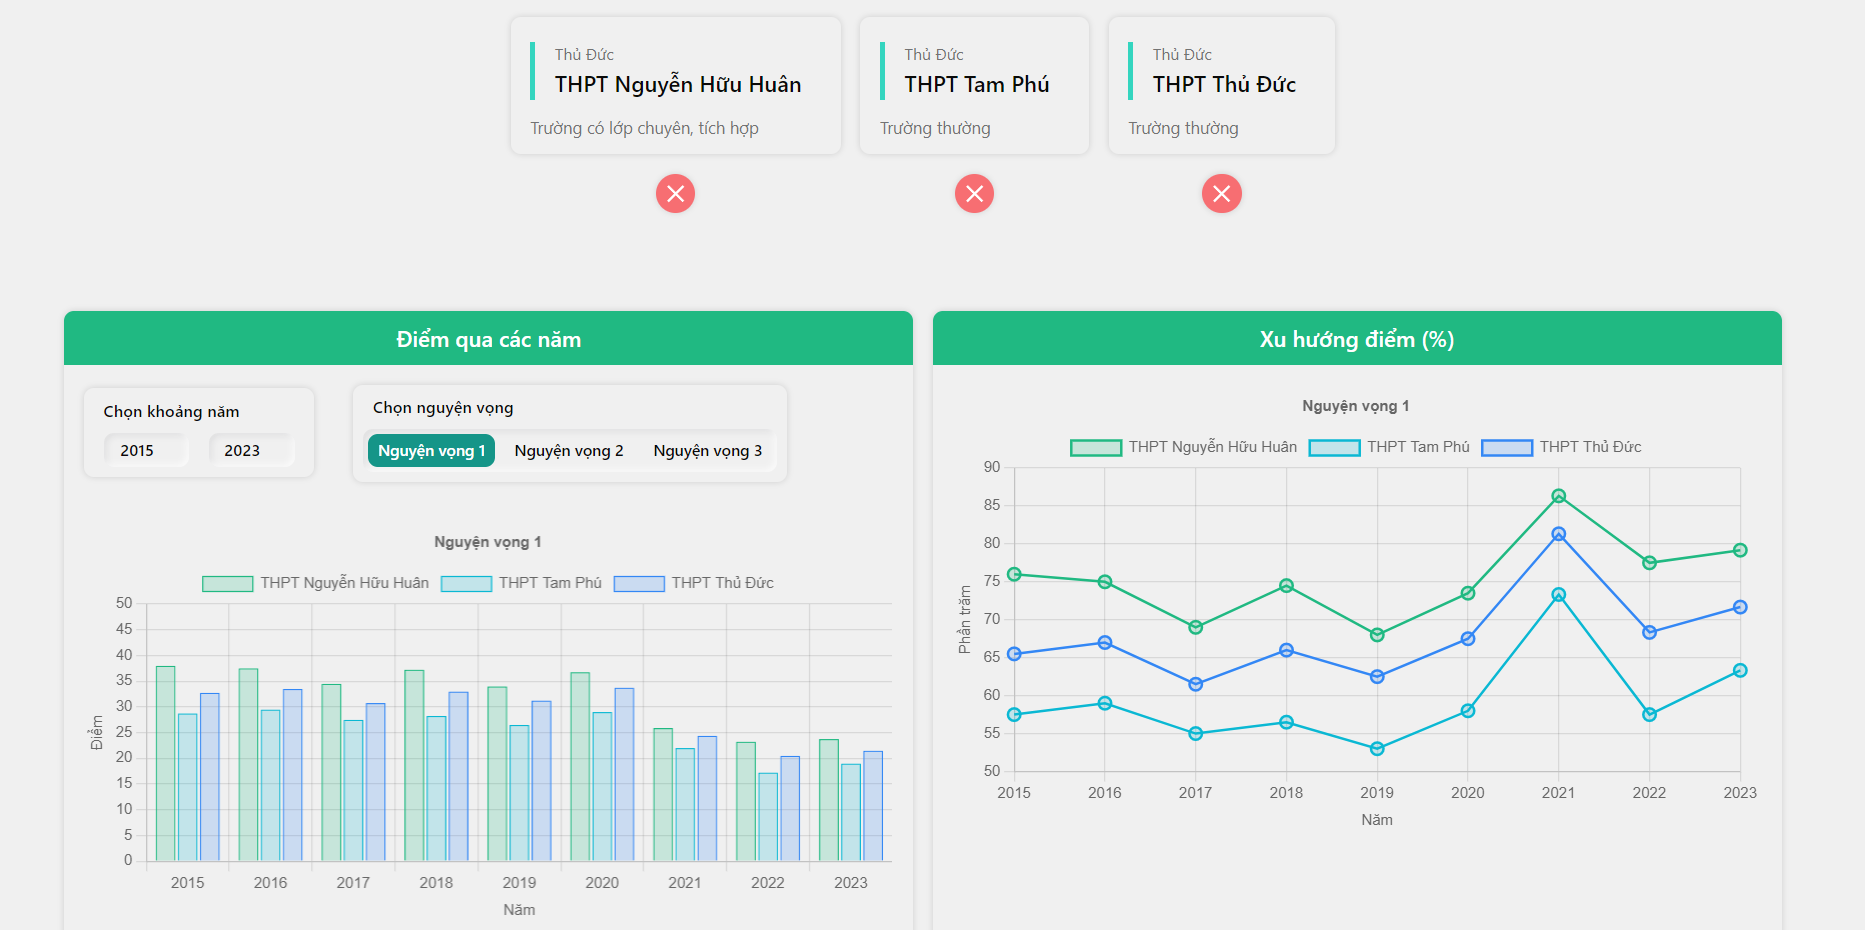 Thủ Đức
THPT Nguyễn Hữu Huân
Trường có lớp chuyên, tích hợp
Thủ Đức
THPT Tam Phú
Trường thường
Thủ Đức
THPT Thủ Đức
Trường thường
Điểm qua các năm
Chọn khoảng năm
2015 2023
Chọn nguyện vọng
Nguyện vọng 1 Nguyện vọng 2 Nguyện vọng 3
Nguyện vọng 1
THPT Nguyễn Hữu Huân THPT Tam Phú THPT Thủ Đức
50
45
40
35
30
25
20
15
10
5
0
Điểm
2015 2016 2017 2018 2019 2020 2021 2022 2023
Năm
Xu hướng điểm (%)
Nguyện vọng 1
THPT Nguyễn Hữu Huân THPT Tam Phú THPT Thủ Đức
90
85
80
75
70
65
60
55
50
Phần trăm
2015 2016 2017 2018 2019 2020 2021 2022 2023
Năm